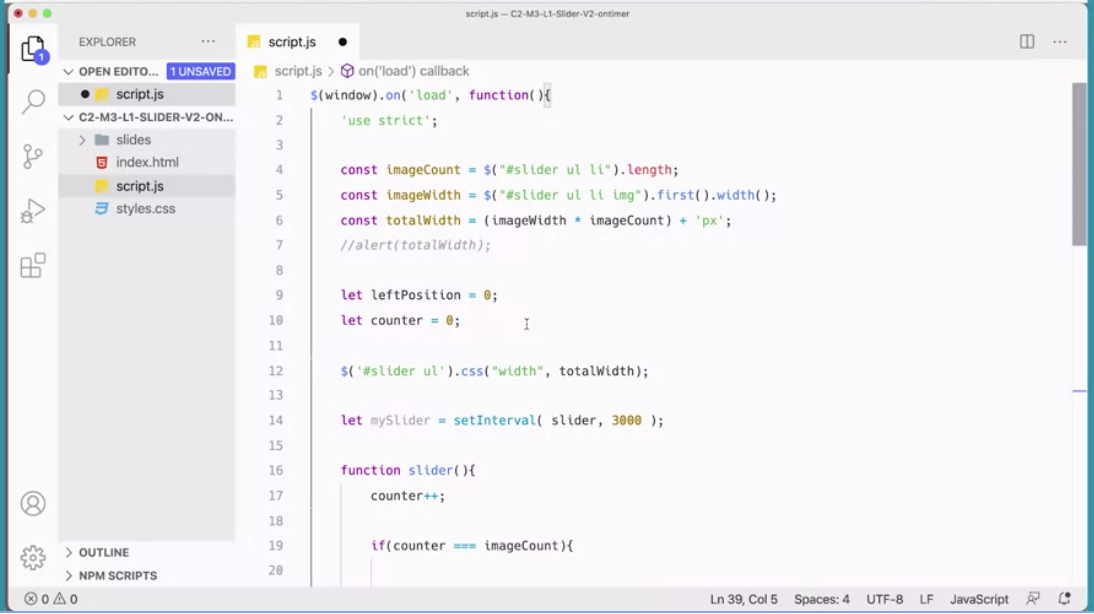 script.js — C2-M3-L1-Slider-V2-ontimer
EXPLORER
script.js
OPEN EDITO... 1 UNSAVED
script.js > on('load') callback
script.js
C2-M3-L1-SLIDER-V2-ON...
slides
index.html
script.js
styles.css
1
1 $(window).on('load', function(){
2 'use strict';
3
4 const imageCount = $("#slider ul li").length;
5 const imageWidth = $("#slider ul li img").first().width();
6 const totalWidth = (imageWidth * imageCount) + 'px';
7 //alert(totalWidth);
8
9 let leftPosition = 0;
10 let counter = 0;
11
12 $('#slider ul').css("width", totalWidth);
13
14 let mySlider = setInterval( slider, 3000 );
15
16 function slider(){
17 counter++;
18
19 if(counter === imageCount){
20
OUTLINE
NPM SCRIPTS
0 0
Ln 39, Col 5 Spaces: 4 UTF-8 LF JavaScript